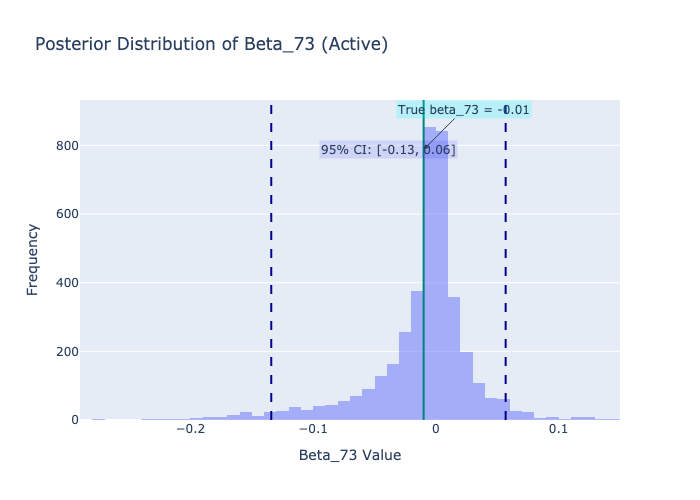 Posterior Distribution of Beta_73 (Active)
True beta_73 = -0.01
95% CI: [-0.13, 0.06]
800
600
400
200
0
Frequency
−0.2
−0.1
0
0.1
Beta_73 Value